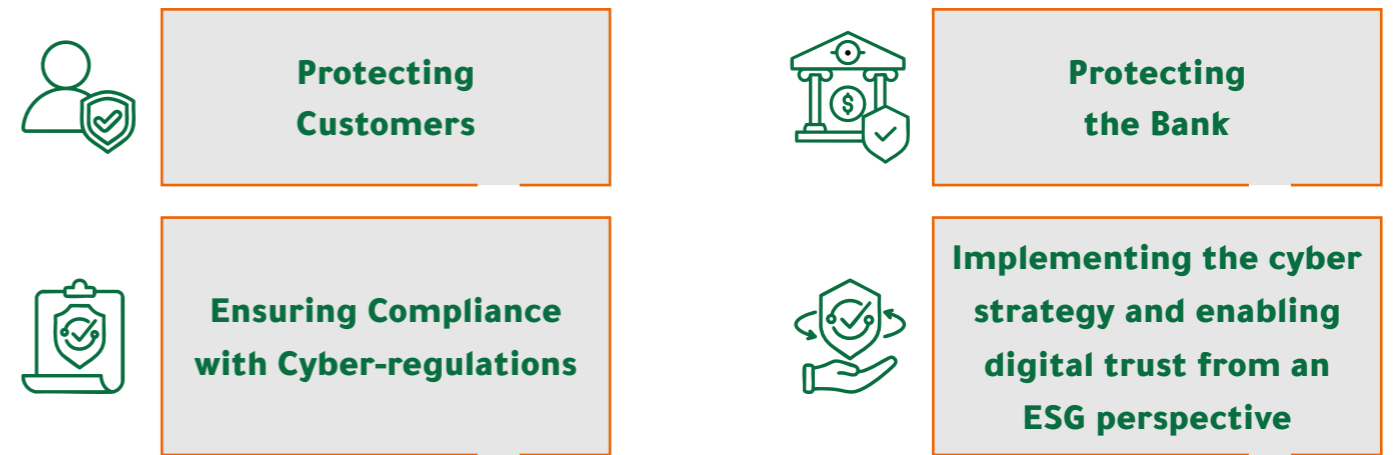 Protecting
Customers
Protecting
the Bank
Ensuring Compliance
with Cyber-regulations
Implementing the cyber
strategy and enabling
digital trust from an
ESG perspective